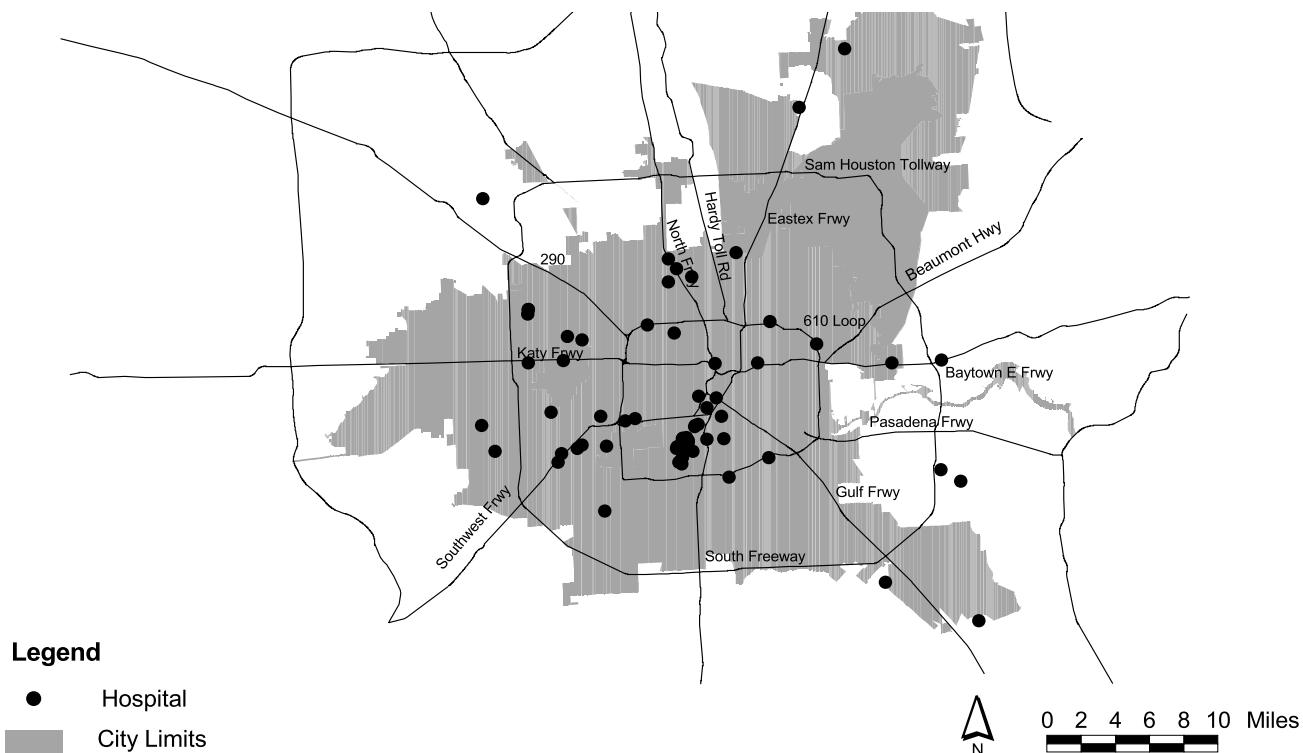 Sam Houston Tollway
Hardy Toll Rd
Eastex Frwy
North Frwy
Beaumont Hwy
290
610 Loop
Katy Frwy
Baytown E Frwy
Pasadena Frwy
Gulf Frwy
Southwest Frwy
South Freeway
Legend
Hospital
City Limits
N
0 2 4 6 8 10 Miles